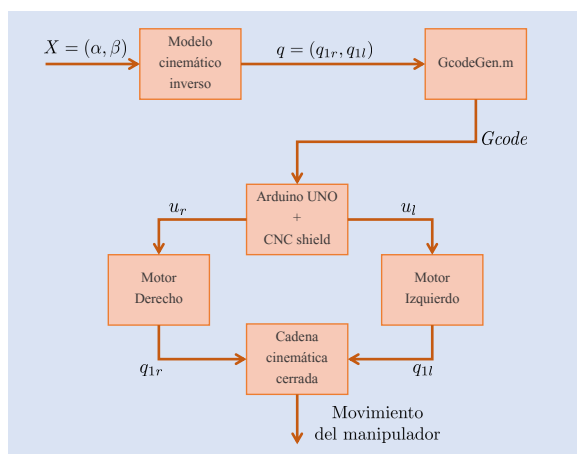 X = (α, β)
Modelo
cinemático
inverso
q = (q₁ᵣ, q₁ₗ)
GcodeGen.m
Gcode
Arduino UNO
+
CNC shield
uᵣ
uₗ
Motor
Derecho
Motor
Izquierdo
q₁ᵣ
Cadena
cinemática
cerrada
q₁ₗ
Movimiento
del manipulador